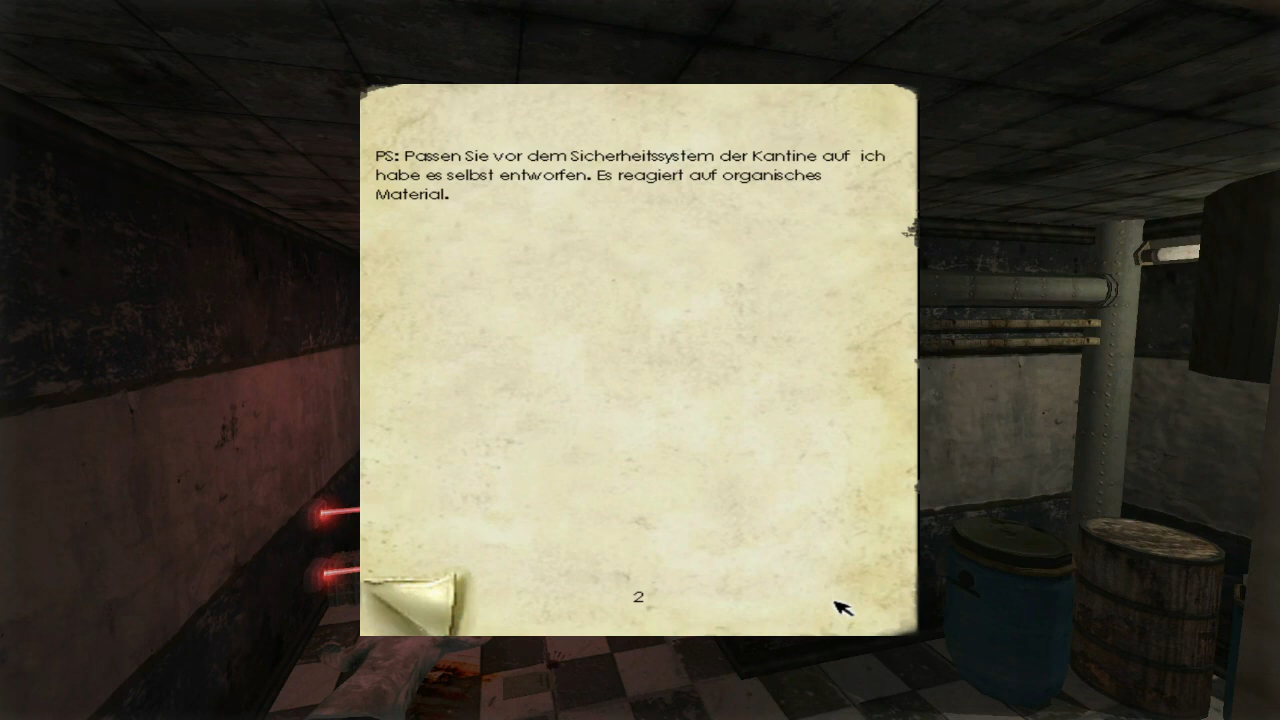 PS: Passen Sie vor dem Sicherheitssystem der Kantine auf ich
habe es selbst entworfen. Es reagiert auf organisches
Material.
2